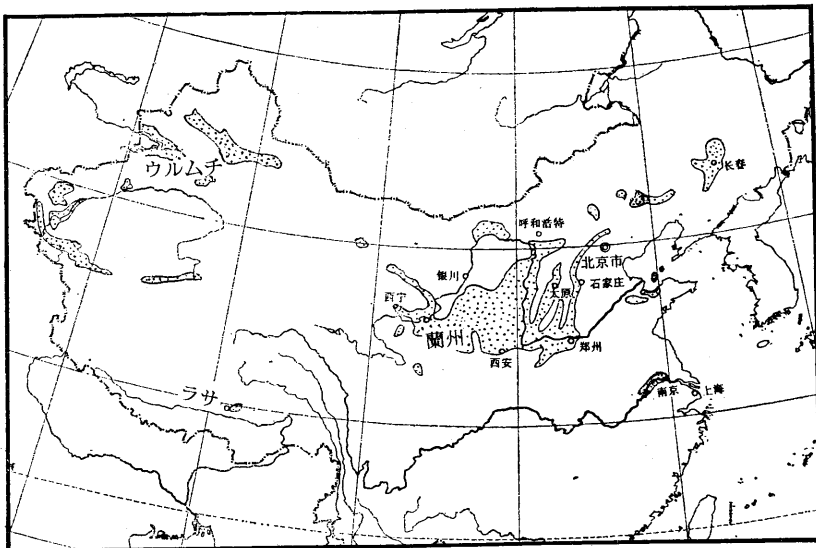 ウルムチ
长春
呼和浩特
北京市
銀川
太原
石家庄
西宁
蘭州
郑州
西安
ラサ
南京
上海